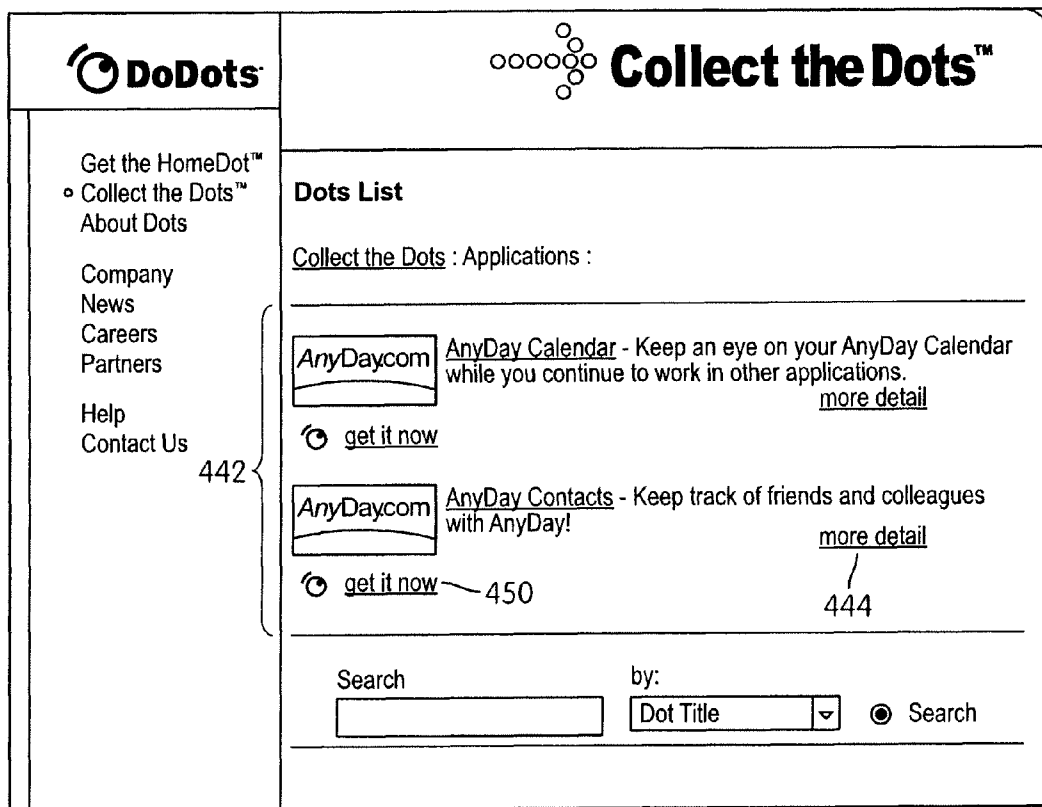 DoDots
Collect the Dots™
Get the HomeDot™
Collect the Dots™
About Dots
Company
News
Careers
Partners
Help
Contact Us
442
Dots List
Collect the Dots : Applications :
AnyDay.com
AnyDay Calendar - Keep an eye on your AnyDay Calendar
while you continue to work in other applications.
more detail
get it now
AnyDay.com
AnyDay Contacts - Keep track of friends and colleagues
with AnyDay!
more detail
get it now
450
444
Search
by:
Dot Title
Search